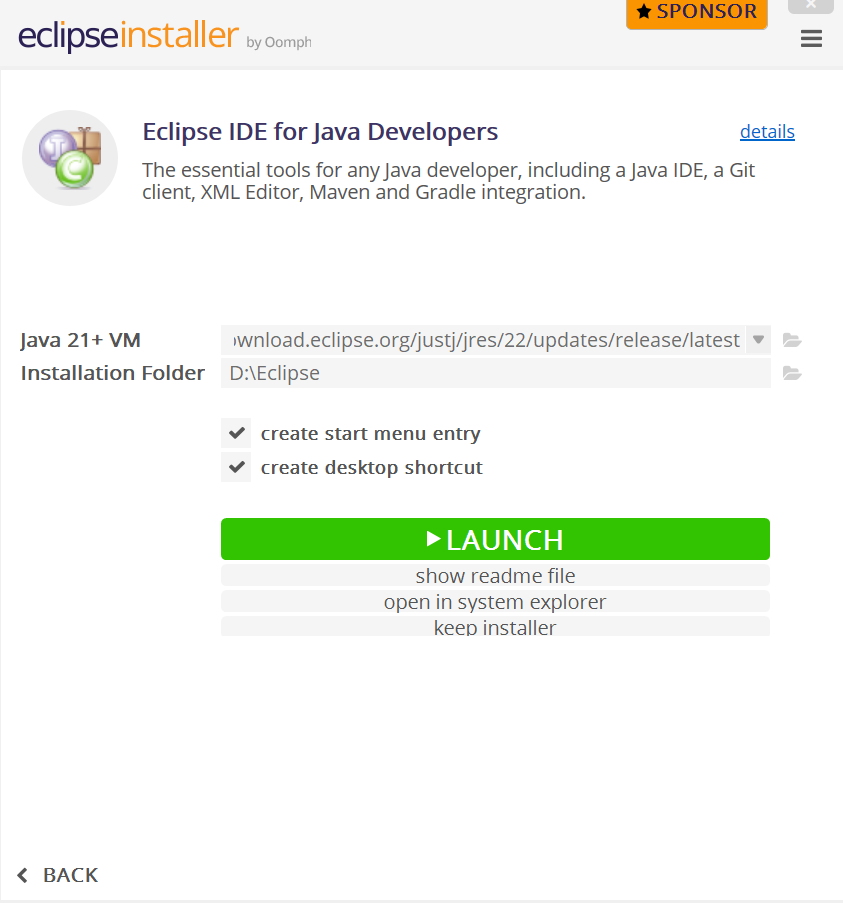 SPONSOR
eclipseinstaller by Oomph
Eclipse IDE for Java Developers
details
The essential tools for any Java developer, including a Java IDE, a Git
client, XML Editor, Maven and Gradle integration.
Java 21+ VM
ownload.eclipse.org/justj/jres/22/updates/release/latest
Installation Folder
D:\Eclipse
create start menu entry
create desktop shortcut
LAUNCH
show readme file
open in system explorer
keep installer
BACK